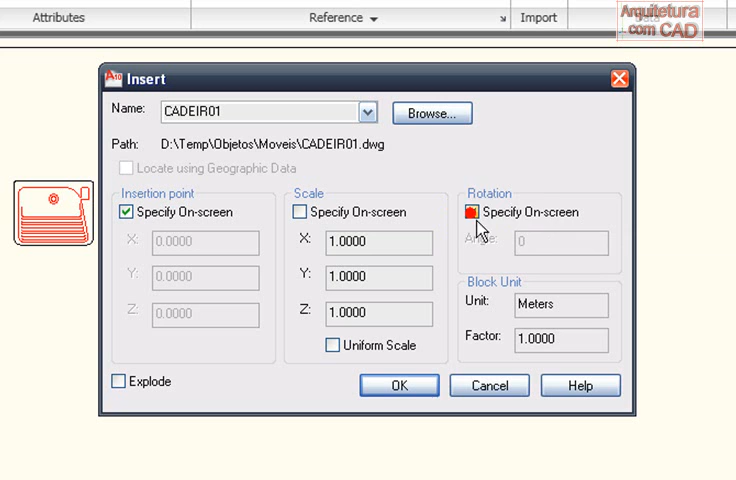 Attributes
Reference
Import
Arquitetura
com CAD
Insert
Name:
CADEIR01
Browse...
Path:
D:\Temp\Objetos\Moveis\CADEIR01.dwg
Locate using Geographic Data
Insertion point
Scale
Rotation
Specify On-screen
Specify On-screen
Specify On-screen
X:
0.0000
X:
1.0000
Angle:
0
Y:
0.0000
Y:
1.0000
Block Unit
Z:
0.0000
Z:
1.0000
Unit:
Meters
Uniform Scale
Factor:
1.0000
Explode
OK
Cancel
Help